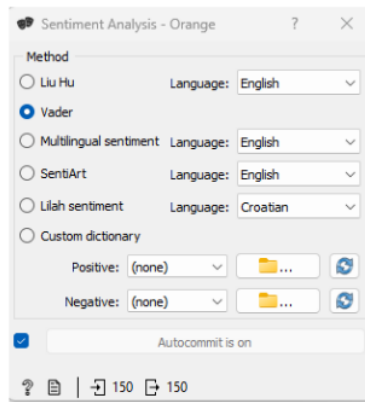 Sentiment Analysis - Orange ? ×
Method
Liu Hu Language: English
Vader
Multilingual sentiment Language: English
SentiArt Language: English
Lilah sentiment Language: Croatian
Custom dictionary
Positive: (none) ...
Negative: (none) ...
Autocommit is on
? 150 150